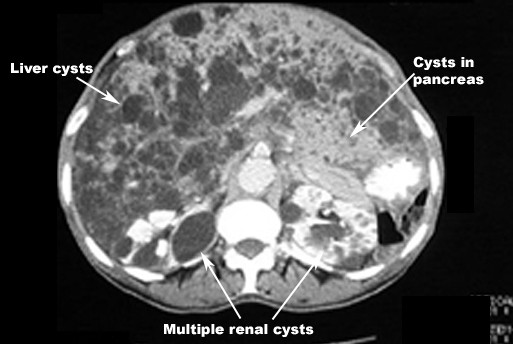 Liver cysts
Cysts in
pancreas
Multiple renal cysts